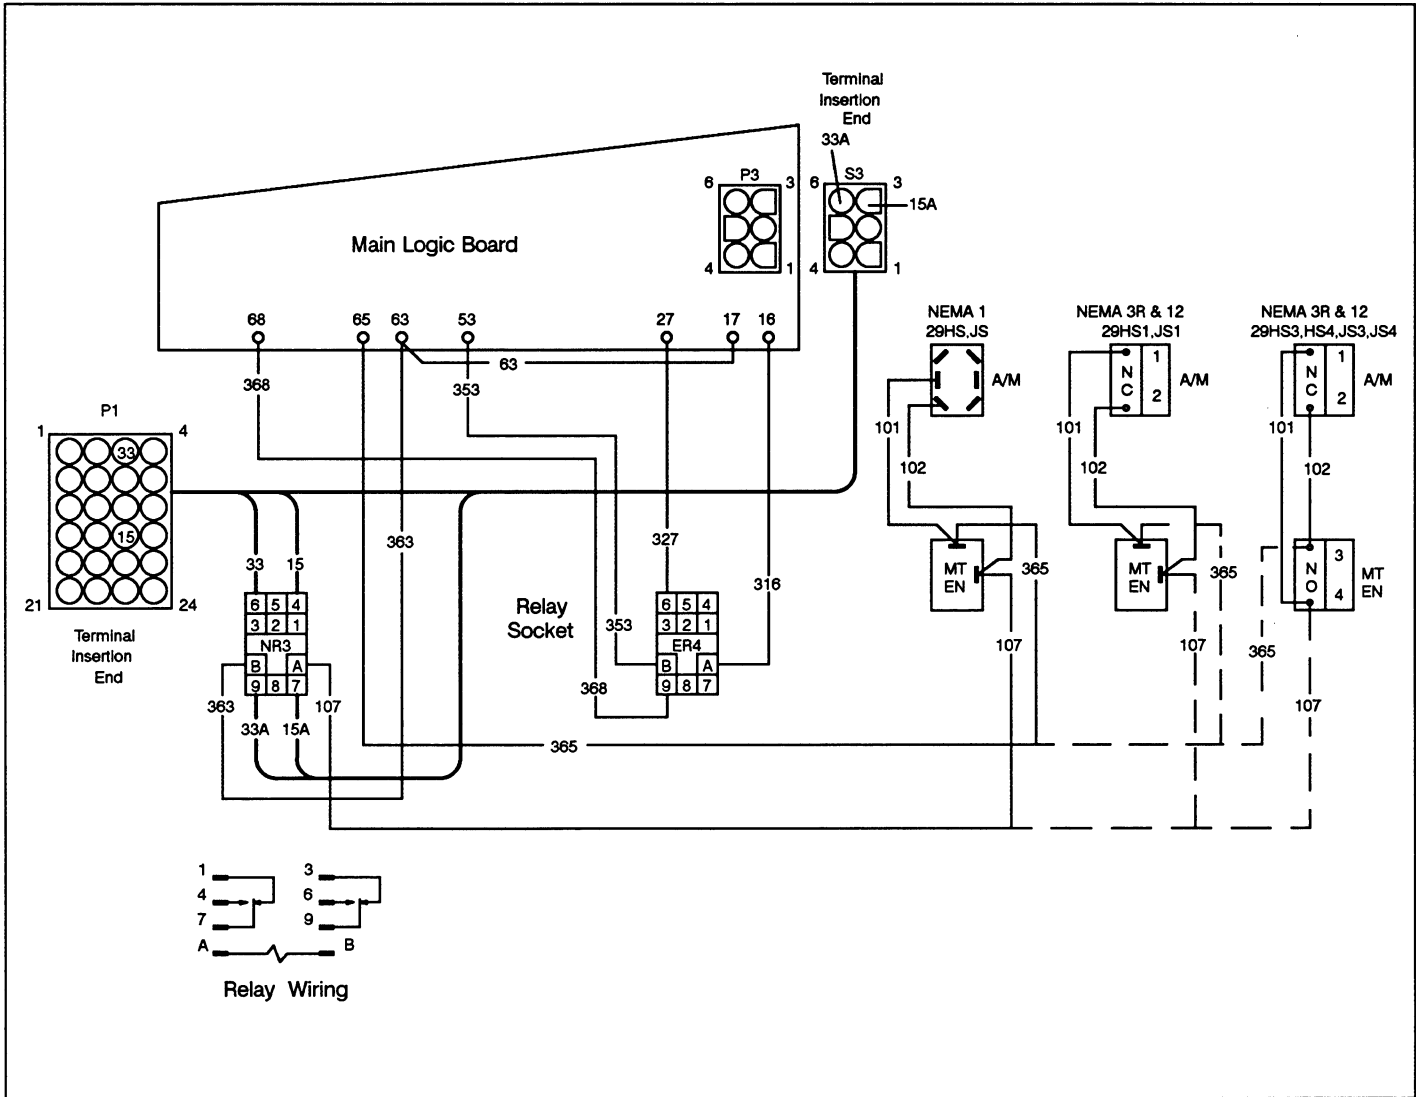 Terminal
Insertion
End
33A
6 P3 3
6 S3 3
15A
Main Logic Board
4 1
4 1
68 65 63 53 27 17 16
NEMA 1
29HS,JS
NEMA 3R & 12
29HS1,JS1
NEMA 3R & 12
29HS3,HS4,JS3,JS4
63
368
353
A/M
N C
1
2
A/M
N C
1
2
A/M
P1
1 4
33
15
21 24
Terminal
Insertion
End
101
102
101
102
101
102
363
327
316
33 15
6 5 4
3 2 1
NR3
B A
9 8 7
363
33A 15A
107
Relay
Socket
353
368
6 5 4
3 2 1
ER4
B A
9 8 7
MT
EN
365
107
MT
EN
365
107
N O
3
4
MT
EN
365
107
365
1 3
4 6
7 9
A B
Relay Wiring